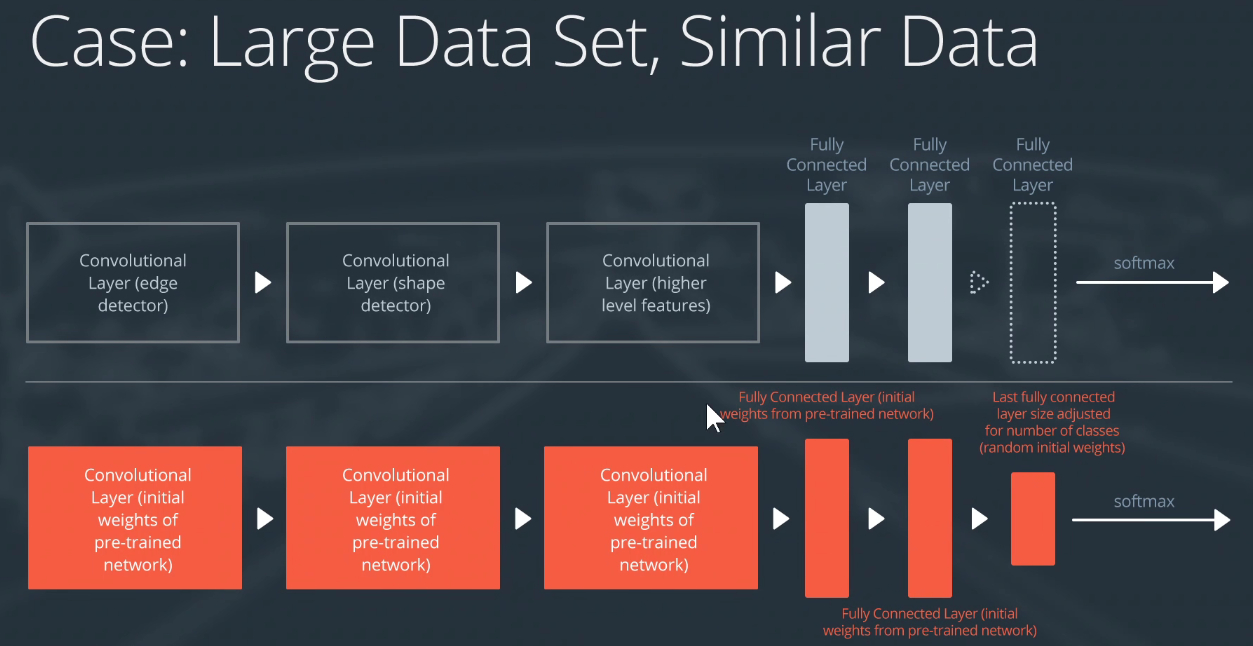 Case: Large Data Set, Similar Data
Fully
Connected
Layer
Fully
Connected
Layer
Fully
Connected
Layer
Convolutional
Layer (edge
detector)
Convolutional
Layer (shape
detector)
Convolutional
Layer (higher
level features)
softmax
Fully Connected Layer (initial
weights from pre-trained network)
Last fully connected
layer size adjusted
for number of classes
(random initial weights)
Convolutional
Layer (initial
weights of
pre-trained
network)
Convolutional
Layer (initial
weights of
pre-trained
network)
Convolutional
Layer (initial
weights of
pre-trained
network)
softmax
Fully Connected Layer (initial
weights from pre-trained network)